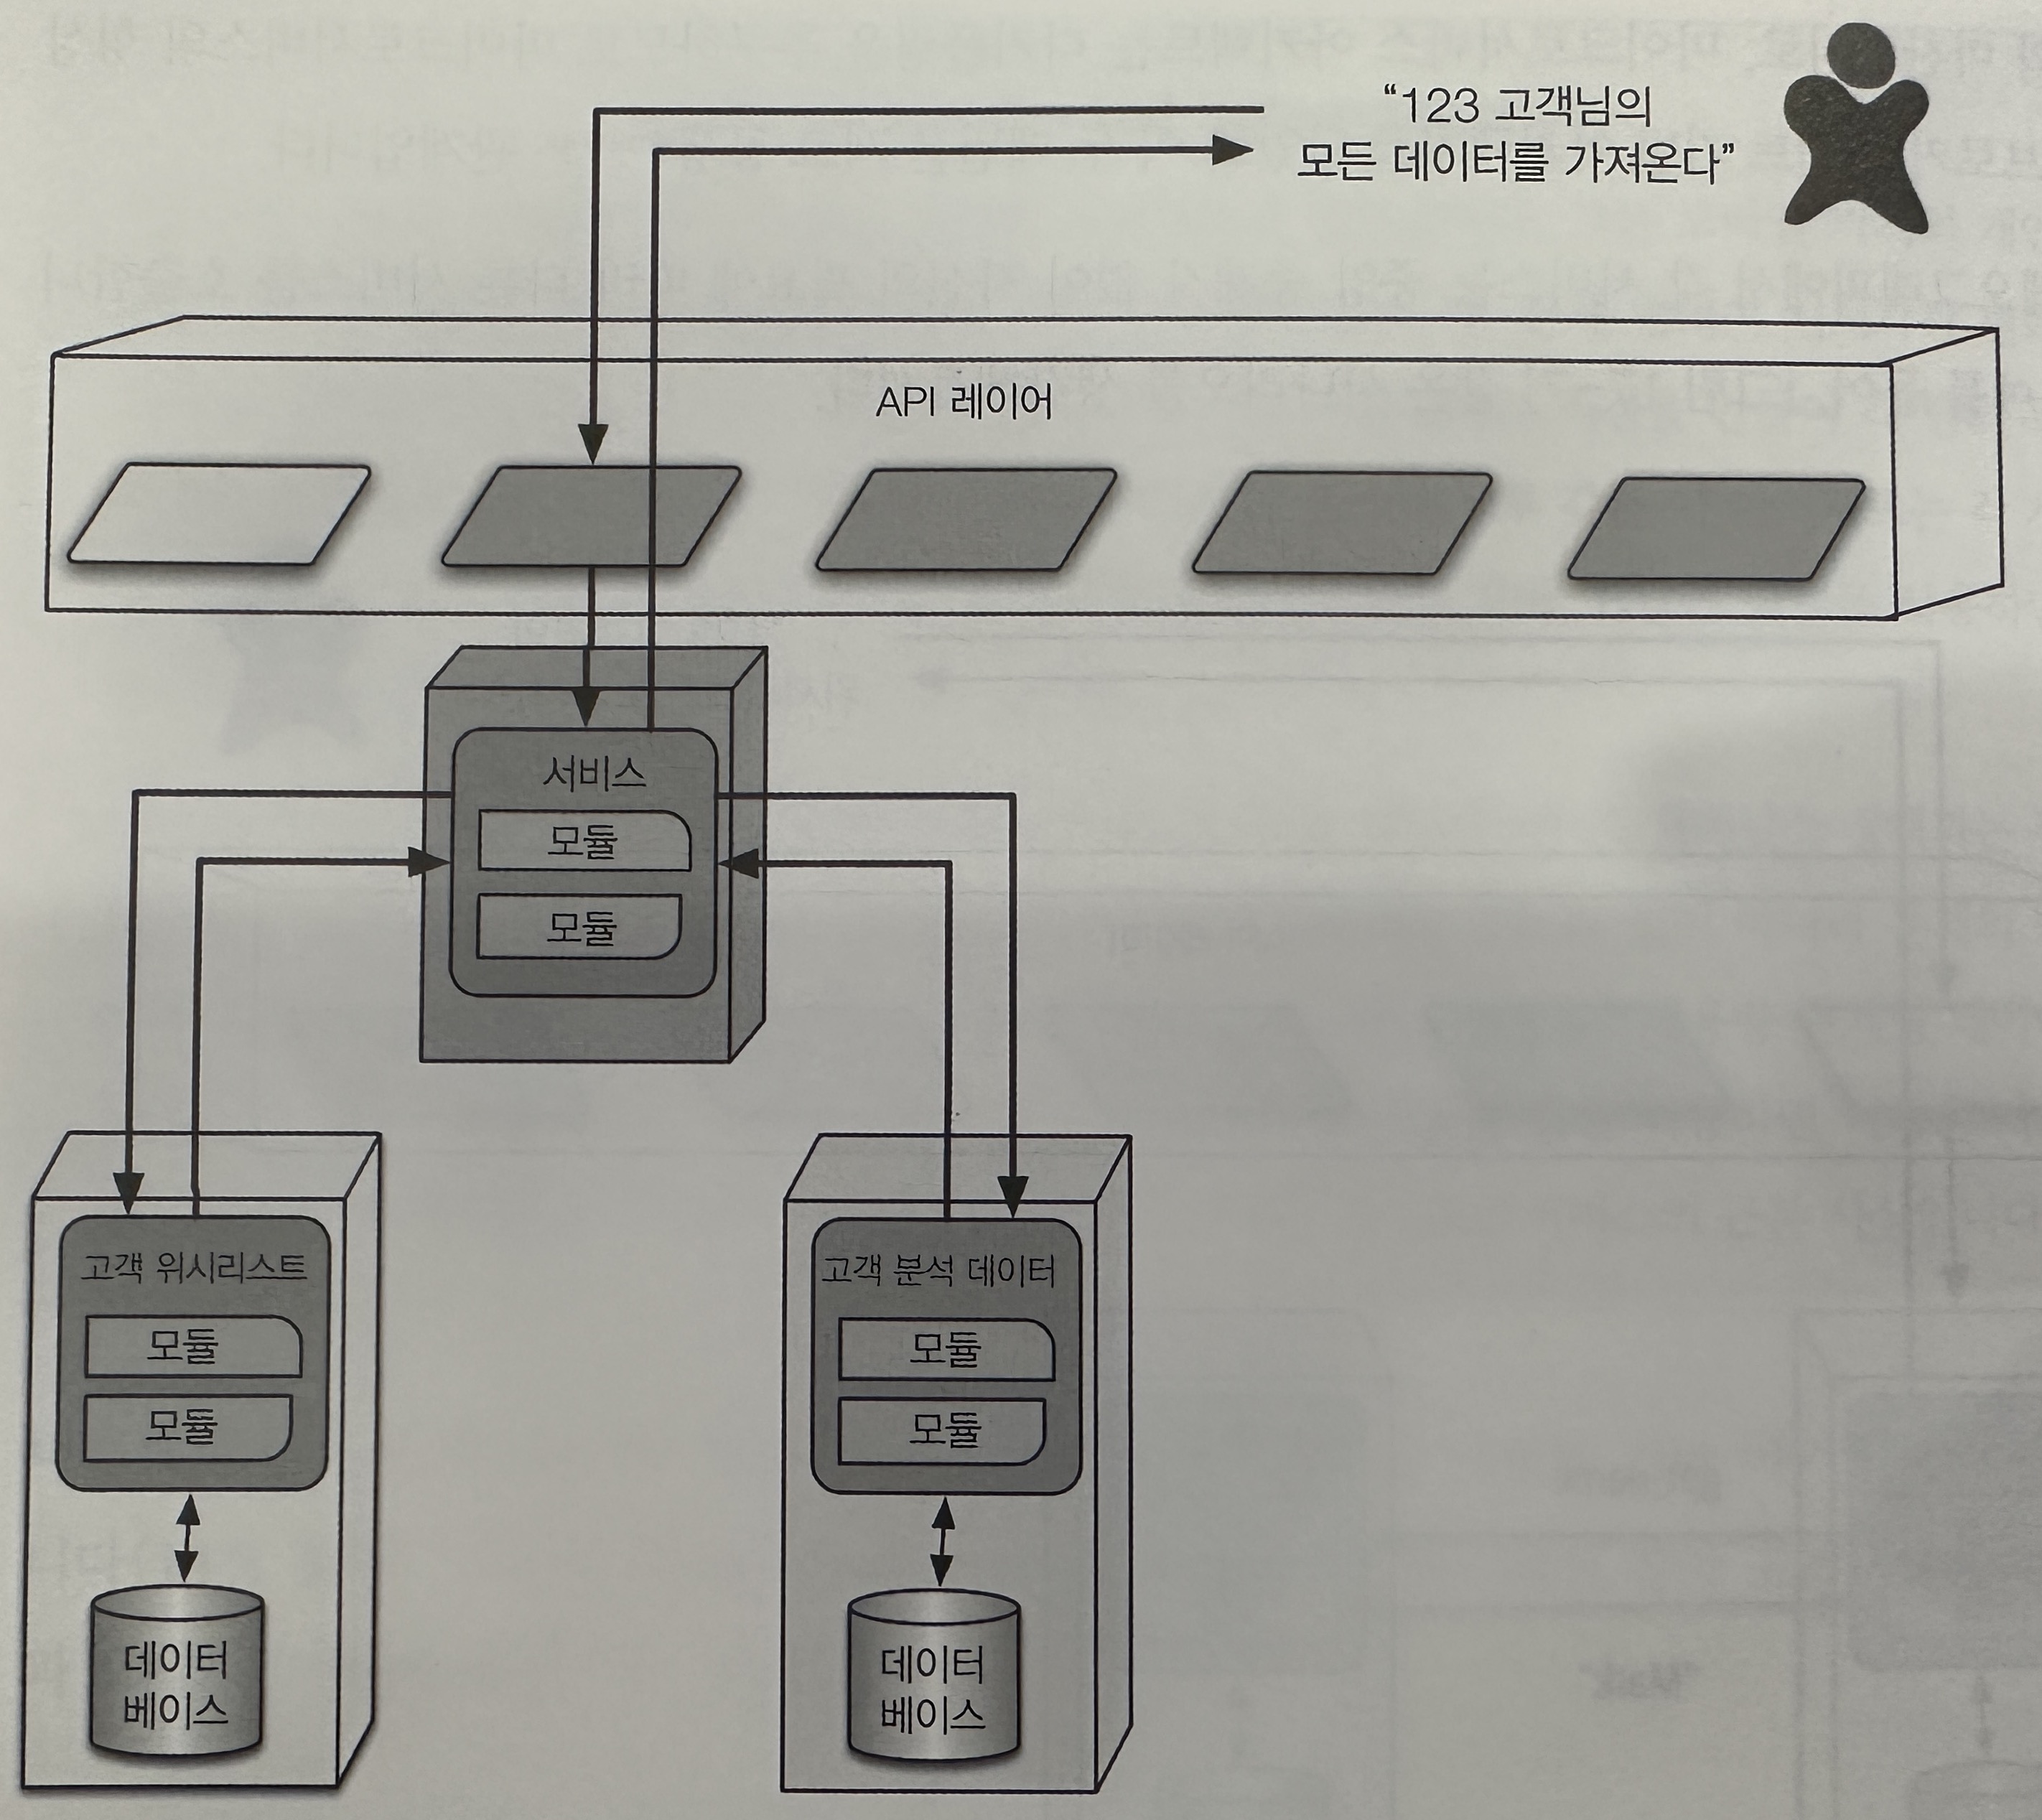 “123 고객님의
모든 데이터를 가져온다”
API 레이어
서비스
모듈
모듈
고객 위시리스트
모듈
모듈
데이터
베이스
고객 분석 데이터
모듈
모듈
데이터
베이스